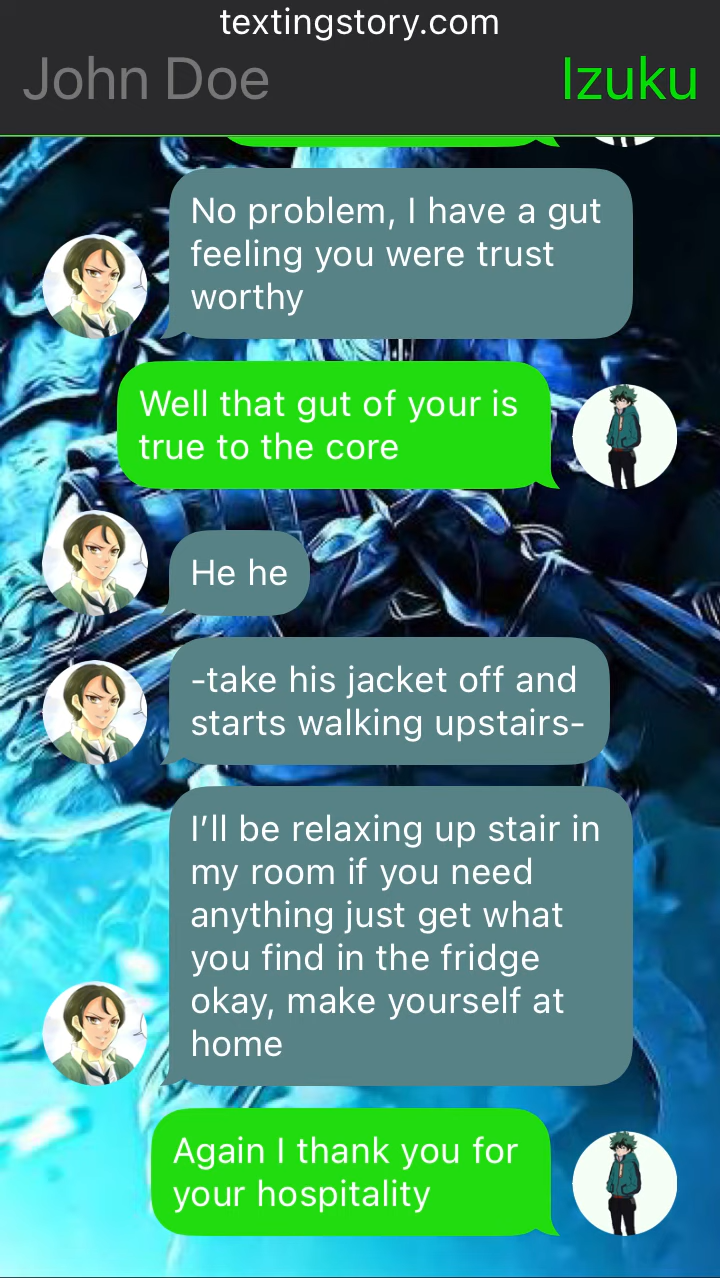 textingstory.com
John Doe
Izuku
No problem, I have a gut
feeling you were trust
worthy
Well that gut of your is
true to the core
He he
-take his jacket off and
starts walking upstairs-
I’ll be relaxing up stair in
my room if you need
anything just get what
you find in the fridge
okay, make yourself at
home
Again I thank you for
your hospitality